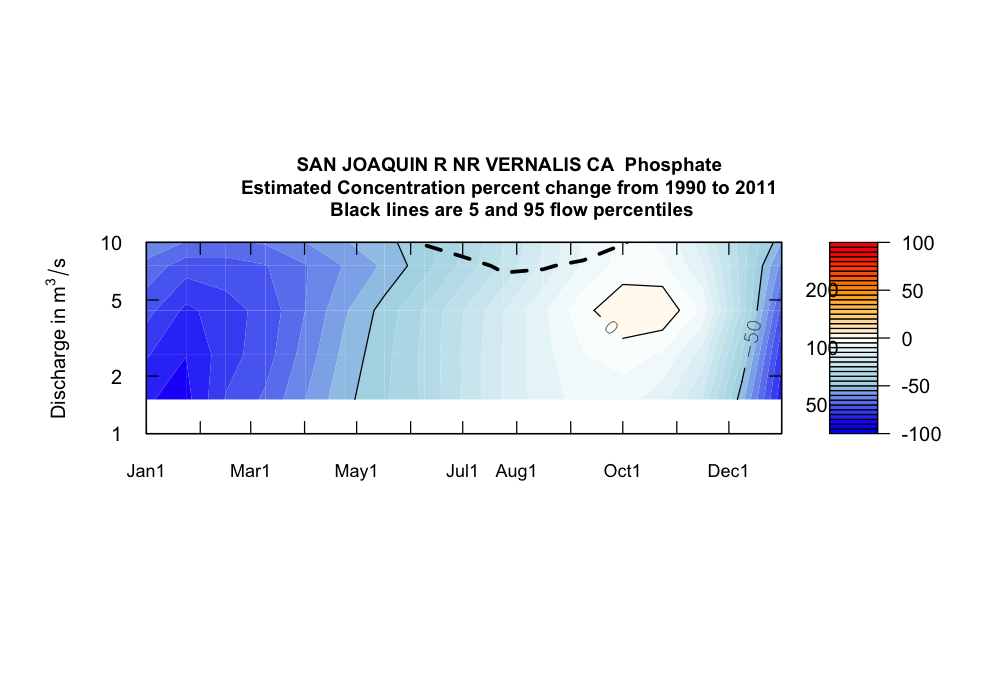 SAN JOAQUIN R NR VERNALIS CA  Phosphate
Estimated Concentration percent change from 1990 to 2011
Black lines are 5 and 95 flow percentiles
Discharge in m³/s
10
5
2
1
0
−50
Jan1 Mar1 May1 Jul1 Aug1 Oct1 Dec1
200
100
50
100
50
0
-50
-100